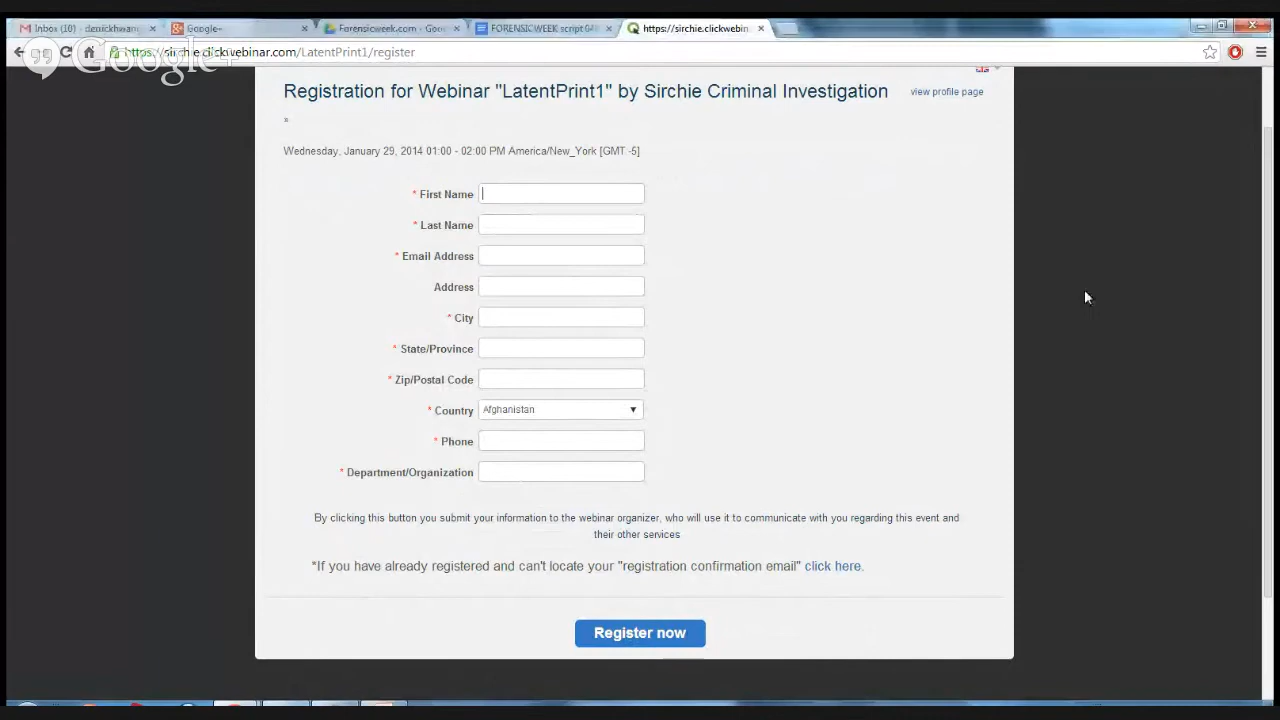 Inbox (10) - derrickhwan
Google+
Forensicweek.com - Goo
FORENSICWEEK script 04
https://sirchie.clickwebin
https://sirchie.clickwebinar.com/LatentPrint1/register
Google+
Registration for Webinar "LatentPrint1" by Sirchie Criminal Investigation
view profile page
Wednesday, January 29, 2014 01:00 - 02:00 PM America/New_York [GMT -5]
* First Name
* Last Name
* Email Address
Address
* City
* State/Province
* Zip/Postal Code
* Country Afghanistan
* Phone
* Department/Organization
By clicking this button you submit your information to the webinar organizer, who will use it to communicate with you regarding this event and
their other services
*If you have already registered and can't locate your "registration confirmation email" click here.
Register now